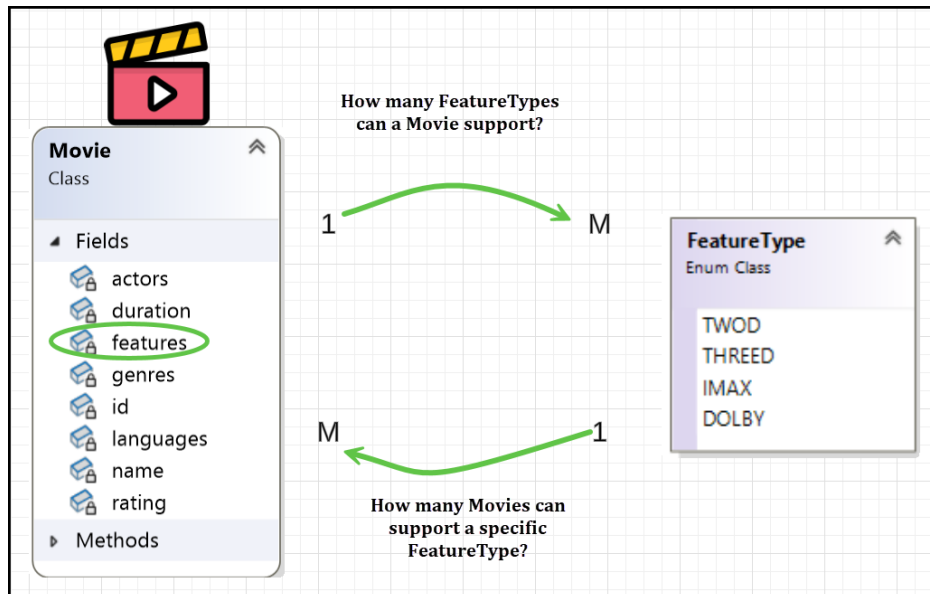 How many FeatureTypes
can a Movie support?
Movie
Class
1
M
Fields
actors
duration
features
genres
id
languages
name
rating
Methods
FeatureType
Enum Class
TWOD
THREED
IMAX
DOLBY
M
1
How many Movies can
support a specific
FeatureType?